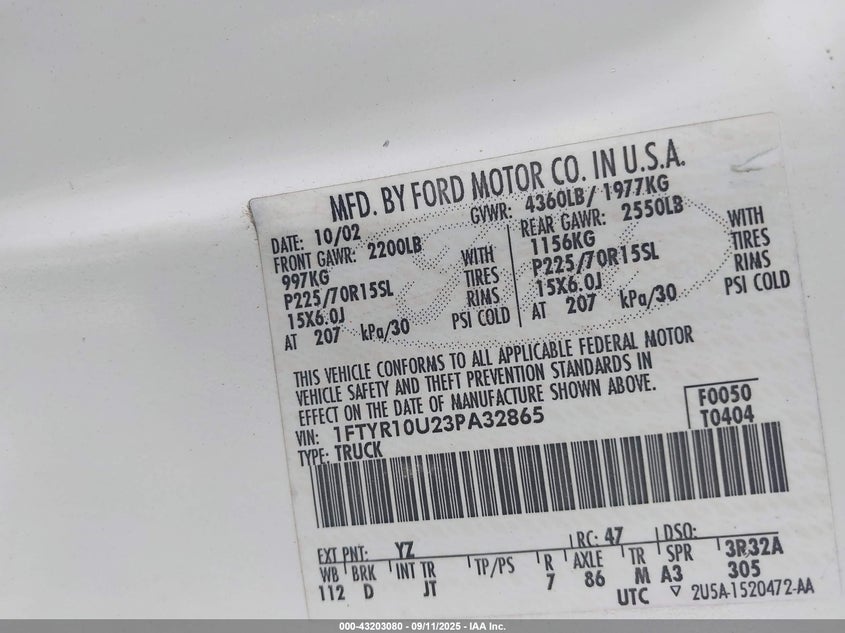 MFD. BY FORD MOTOR CO. IN U.S.A.
DATE: 10/02 GVWR: 4360LB/ 1977KG
FRONT GAWR: 2200LB REAR GAWR: 2550LB
997KG WITH 1156KG WITH
P225/70R15SL TIRES P225/70R15SL TIRES
15X6.0J RIMS 15X6.0J RIMS
AT 207 kPa/30 PSI COLD AT 207 kPa/30 PSI COLD
THIS VEHICLE CONFORMS TO ALL APPLICABLE FEDERAL MOTOR
VEHICLE SAFETY AND THEFT PREVENTION STANDARDS IN
EFFECT ON THE DATE OF MANUFACTURE SHOWN ABOVE.
VIN: 1FTYR10U23PA32865 F0050
TYPE: TRUCK T0404
EXT PNT: YZ RC: 47 DSO:
WB BRK INT TR TP/PS R AXLE TR SPR 3R32A
112 D JT 7 86 M A3 305
UTC ▽ 2U5A-1520472-AA
000-43203080 - 09/11/2025 - IAA Inc.